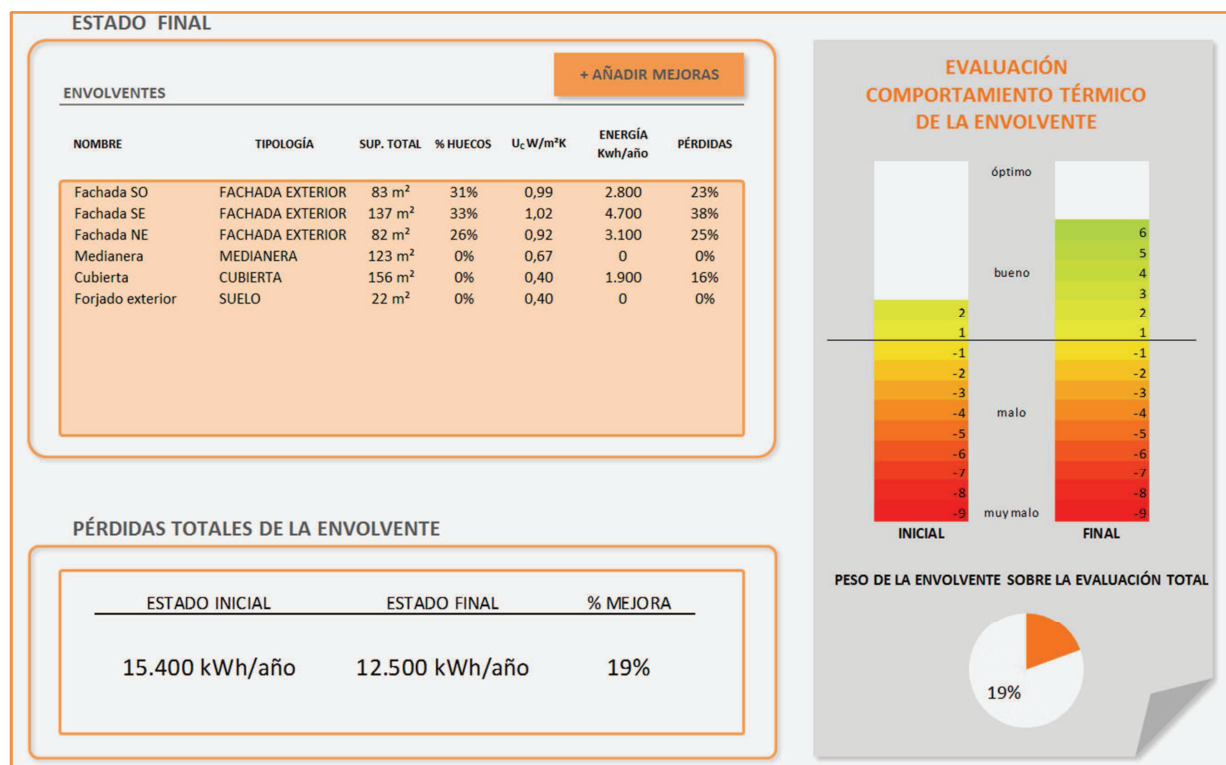 ESTADO FINAL
+ AÑADIR MEJORAS
ENVOLVENTES
NOMBRE TIPOLOGÍA SUP. TOTAL % HUECOS Uc W/m²K ENERGÍA Kwh/año PÉRDIDAS
Fachada SO FACHADA EXTERIOR 83 m² 31% 0,99 2.800 23%
Fachada SE FACHADA EXTERIOR 137 m² 33% 1,02 4.700 38%
Fachada NE FACHADA EXTERIOR 82 m² 26% 0,92 3.100 25%
Medianera MEDIANERA 123 m² 0% 0,67 0 0%
Cubierta CUBIERTA 156 m² 0% 0,40 1.900 16%
Forjado exterior SUELO 22 m² 0% 0,40 0 0%
PÉRDIDAS TOTALES DE LA ENVOLVENTE
ESTADO INICIAL ESTADO FINAL % MEJORA
15.400 kWh/año 12.500 kWh/año 19%
EVALUACIÓN
COMPORTAMIENTO TÉRMICO
DE LA ENVOLVENTE
óptimo
6
5
bueno 4
3
2 2
1 1
-1 -1
-2 -2
-3 -3
-4 malo -4
-5 -5
-6 -6
-7 -7
-8 -8
-9 muy malo -9
INICIAL FINAL
PESO DE LA ENVOLVENTE SOBRE LA EVALUACIÓN TOTAL
19%